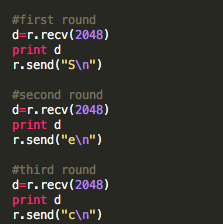 #first round
d=r.recv(2048)
print d
r.send("S\n")
#second round
d=r.recv(2048)
print d
r.send("e\n")
#third round
d=r.recv(2048)
print d
r.send("c\n")